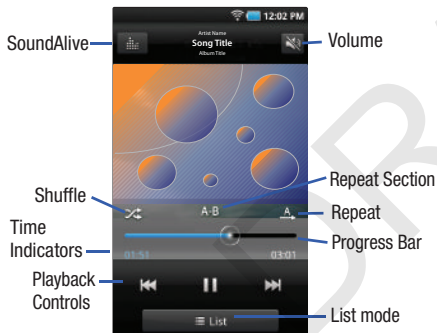 12:02 PM
SoundAlive
Artist Name
Song Title
Album Title
Volume
Shuffle
A-B
A
Repeat Section
Repeat
Time
Indicators
01:51
03:01
Progress Bar
Playback
Controls
List
List mode